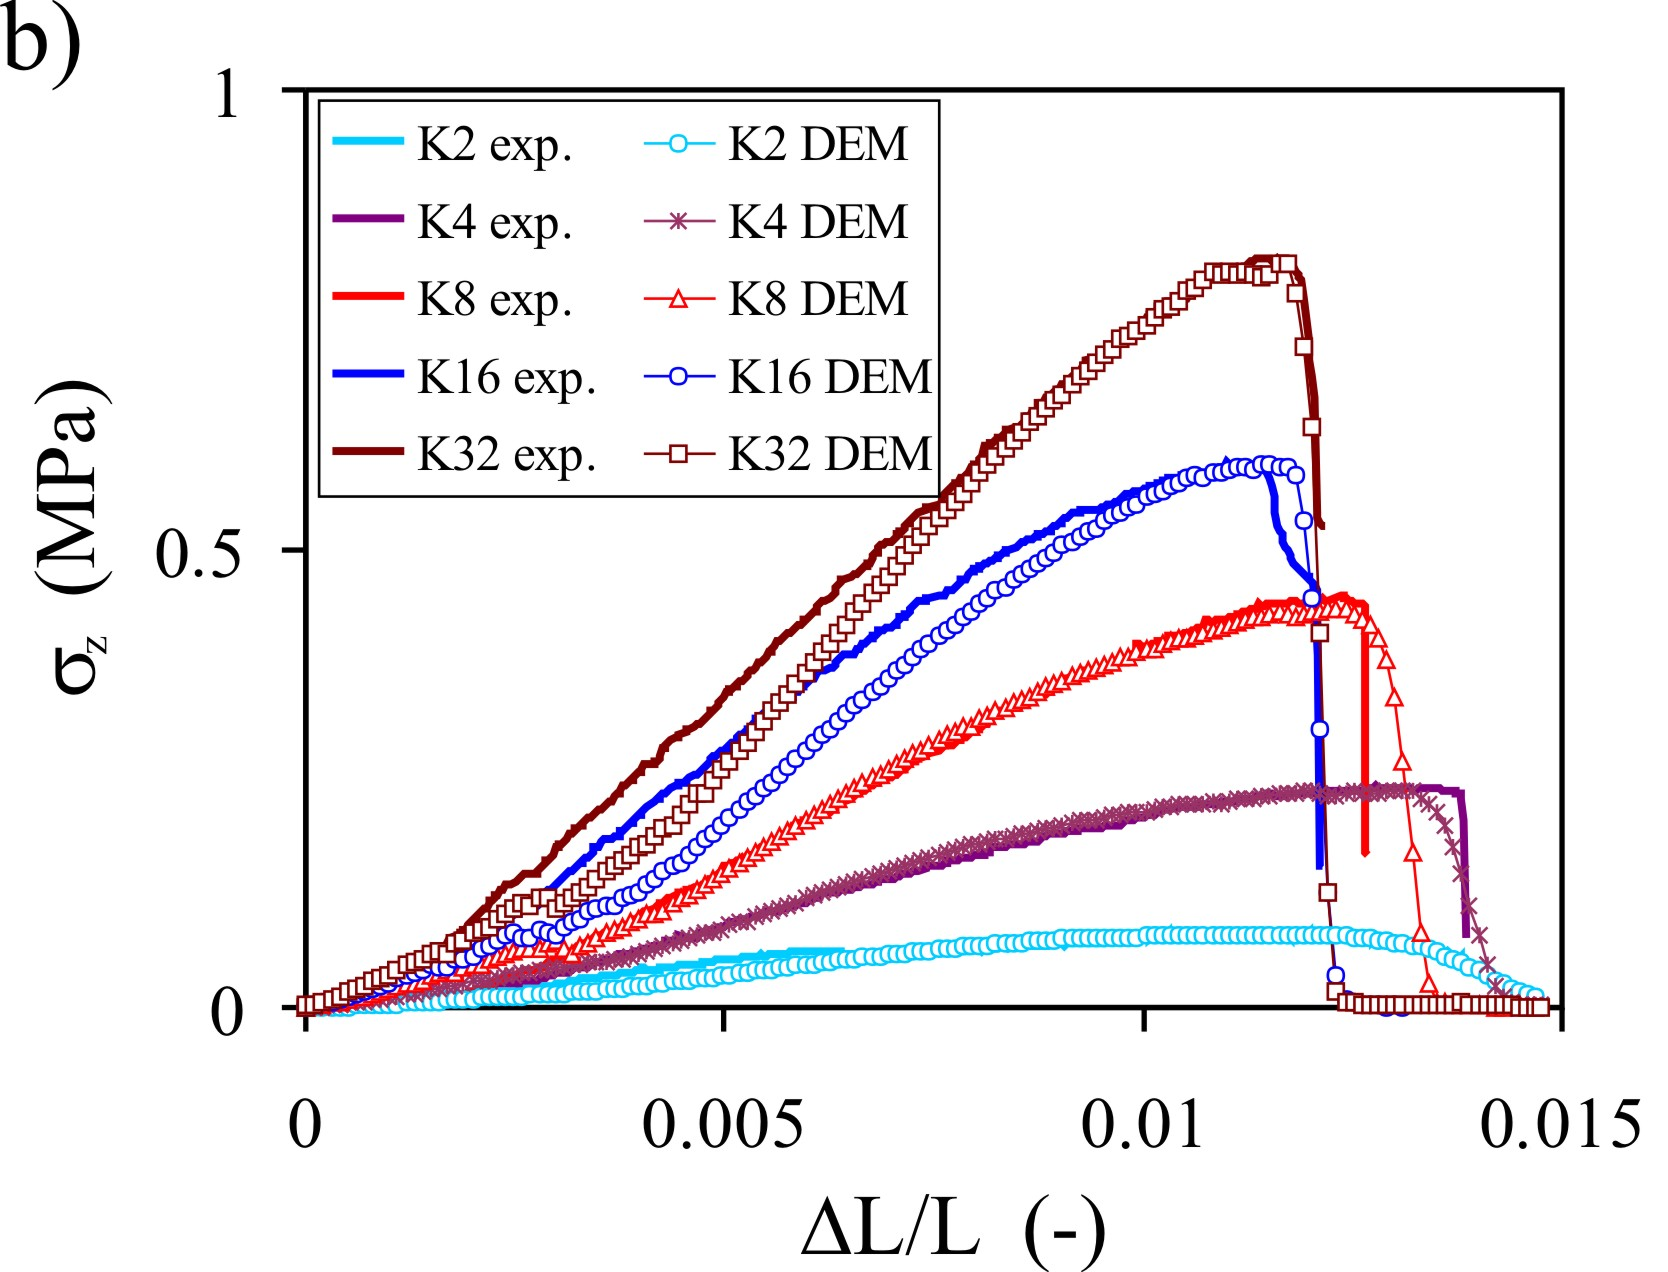 b)
1
K2 exp. K2 DEM
K4 exp. K4 DEM
K8 exp. K8 DEM
K16 exp. K16 DEM
K32 exp. K32 DEM
0.5
σz (MPa)
0
0 0.005 0.01 0.015
ΔL/L (-)